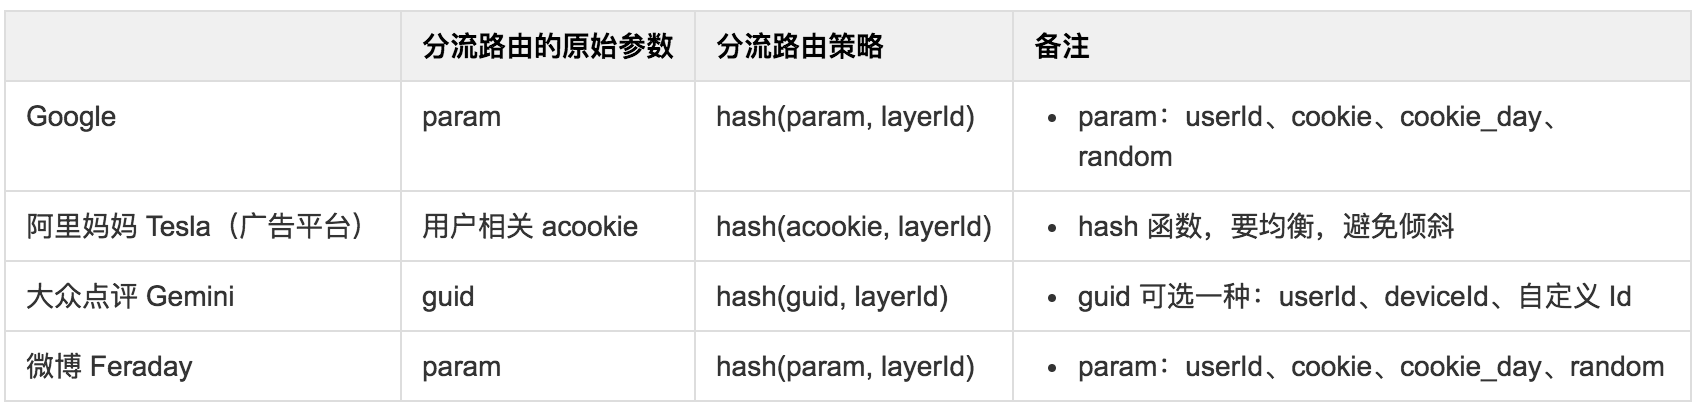 分流路由的原始参数 分流路由策略 备注
Google param hash(param, layerId) • param：userId、cookie、cookie_day、
random
阿里妈妈 Tesla（广告平台） 用户相关 acookie hash(acookie, layerId) • hash 函数，要均衡，避免倾斜
大众点评 Gemini guid hash(guid, layerId) • guid 可选一种：userId、deviceId、自定义 Id
微博 Feraday param hash(param, layerId) • param：userId、cookie、cookie_day、random